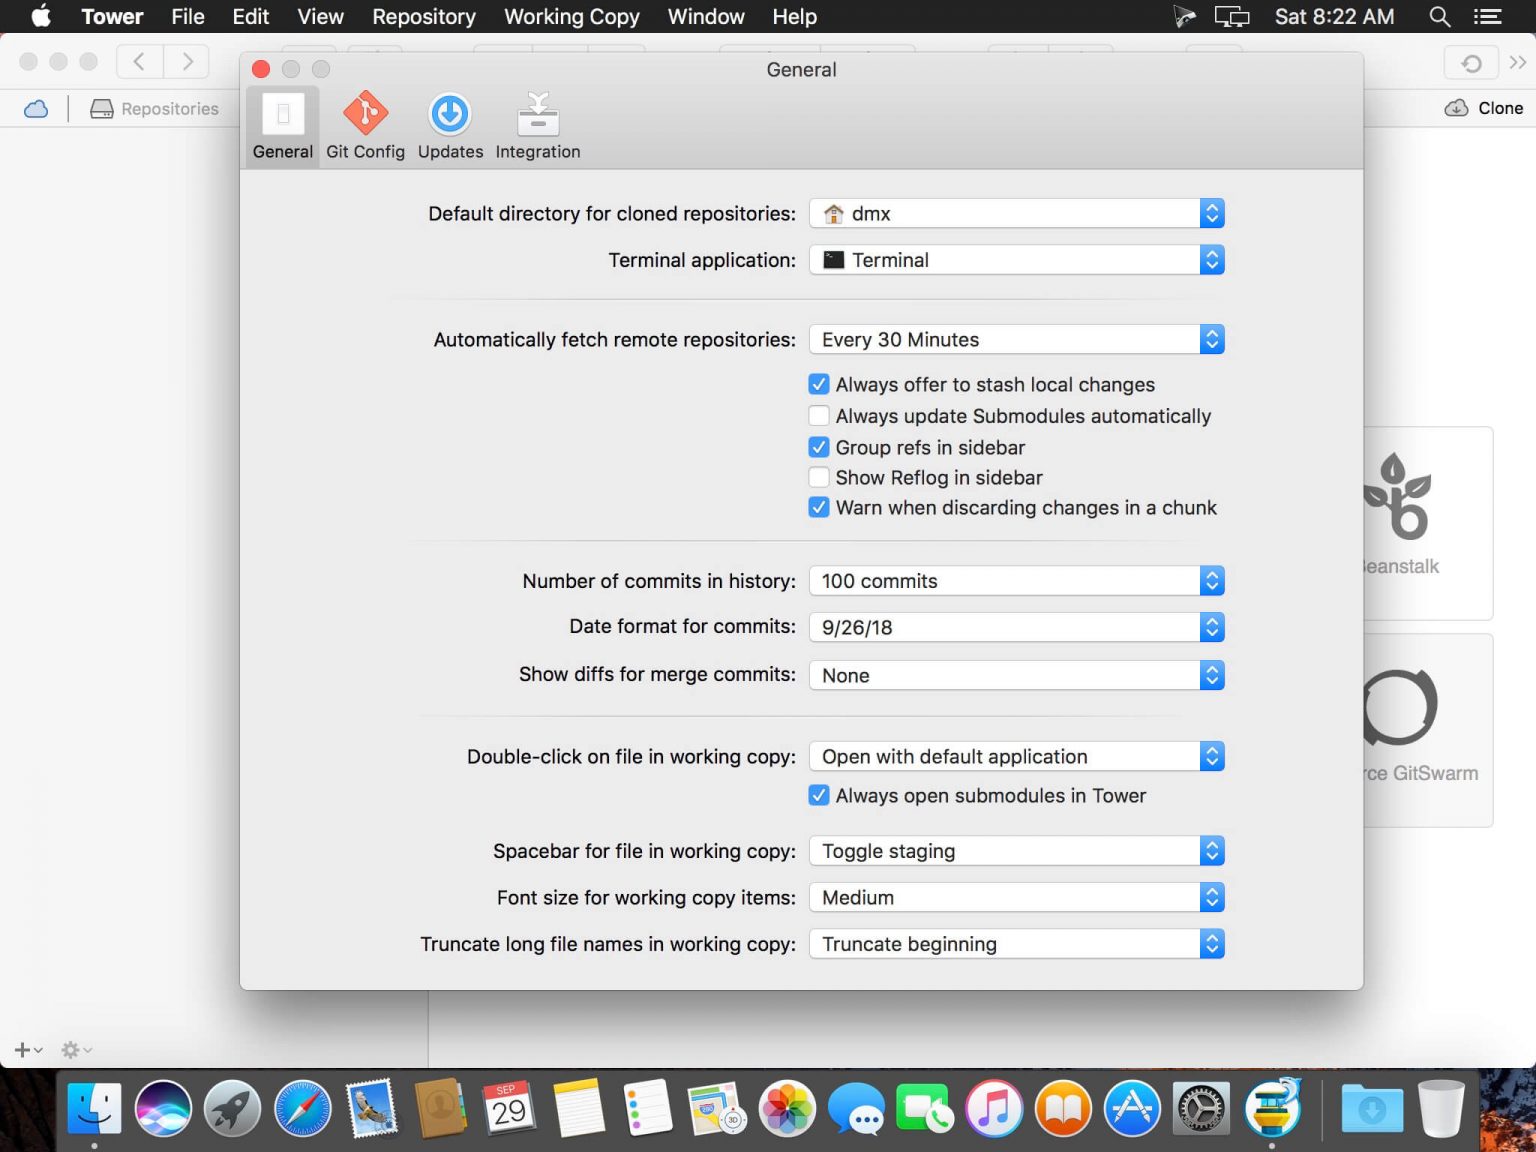 Tower File Edit View Repository Working Copy Window Help Sat 8:22 AM
General
Repositories
Clone
General Git Config Updates Integration
Default directory for cloned repositories: dmx
Terminal application: Terminal
Automatically fetch remote repositories: Every 30 Minutes
Always offer to stash local changes
Always update Submodules automatically
Group refs in sidebar
Show Reflog in sidebar
Warn when discarding changes in a chunk
eanstalk
Number of commits in history: 100 commits
Date format for commits: 9/26/18
Show diffs for merge commits: None
Double-click on file in working copy: Open with default application
rce GitSwarm
Always open submodules in Tower
Spacebar for file in working copy: Toggle staging
Font size for working copy items: Medium
Truncate long file names in working copy: Truncate beginning
SEP
29
280
3D